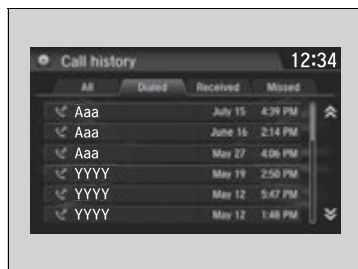 Call history 12:34
All Dialed Received Missed
Aaa July 15 4:39 PM
Aaa June 16 2:14 PM
Aaa May 27 4:06 PM
YYYY May 19 2:50 PM
YYYY May 12 5:47 PM
YYYY May 12 1:48 PM